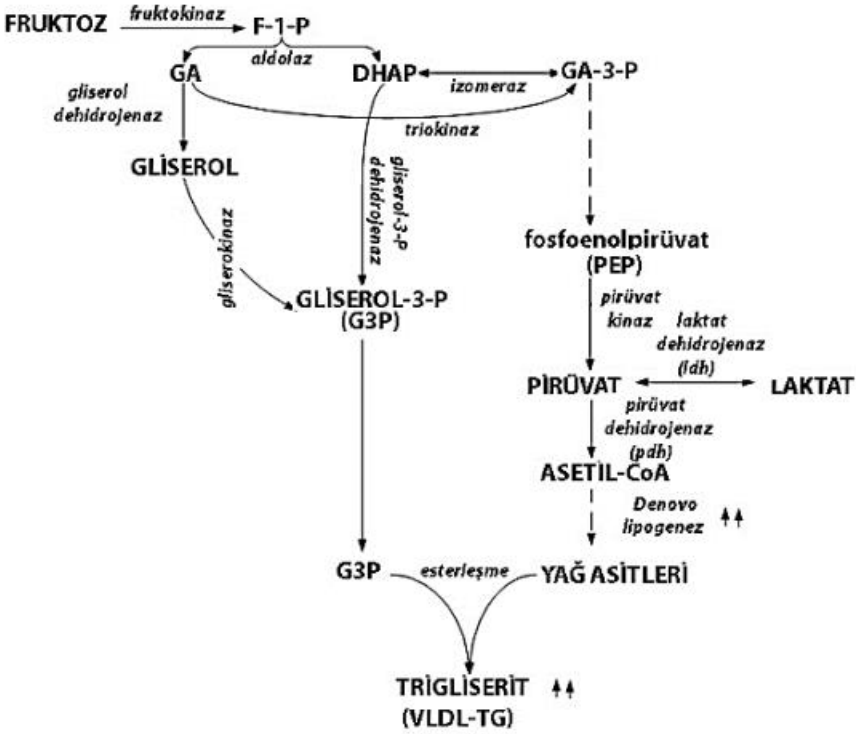 FRUKTOZ
fruktokinaz
F-1-P
aldolaz
GA
DHAP
izomeraz
GA-3-P
gliserol
dehidrojenaz
triokinaz
GLİSEROL
gliserol-3-P
dehidrojenaz
gliserokinaz
fosfoenolpirüvat
(PEP)
GLİSEROL-3-P
(G3P)
pirüvat
kinaz
laktat
dehidrojenaz
(ldh)
PİRÜVAT
LAKTAT
pirüvat
dehidrojenaz
(pdh)
ASETİL-CoA
Denovo
lipogenez
G3P
esterleşme
YAĞ ASİTLERİ
TRİGLİSERİT
(VLDL-TG)